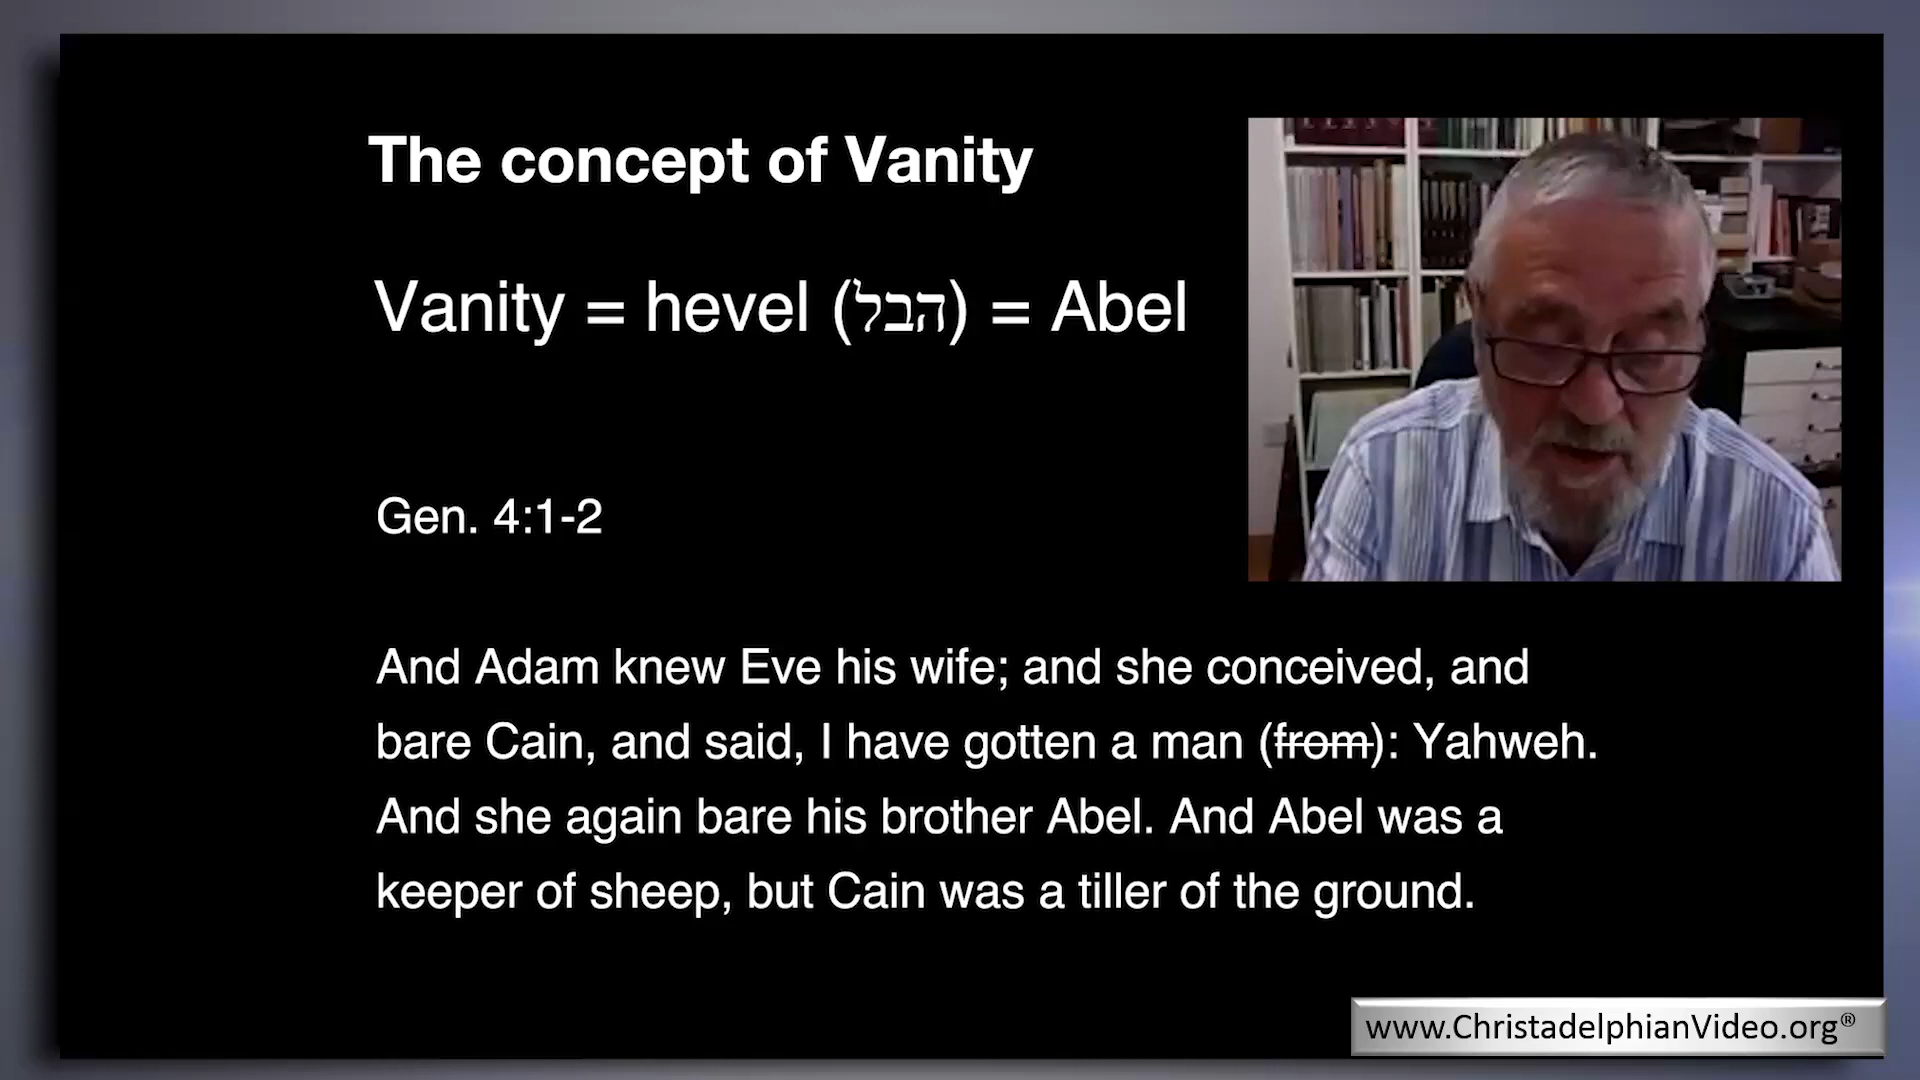 The concept of Vanity
Vanity = hevel (הבל) = Abel
Gen. 4:1-2
And Adam knew Eve his wife; and she conceived, and
bare Cain, and said, I have gotten a man (from): Yahweh.
And she again bare his brother Abel. And Abel was a
keeper of sheep, but Cain was a tiller of the ground.
www.ChristadelphianVideo.org®